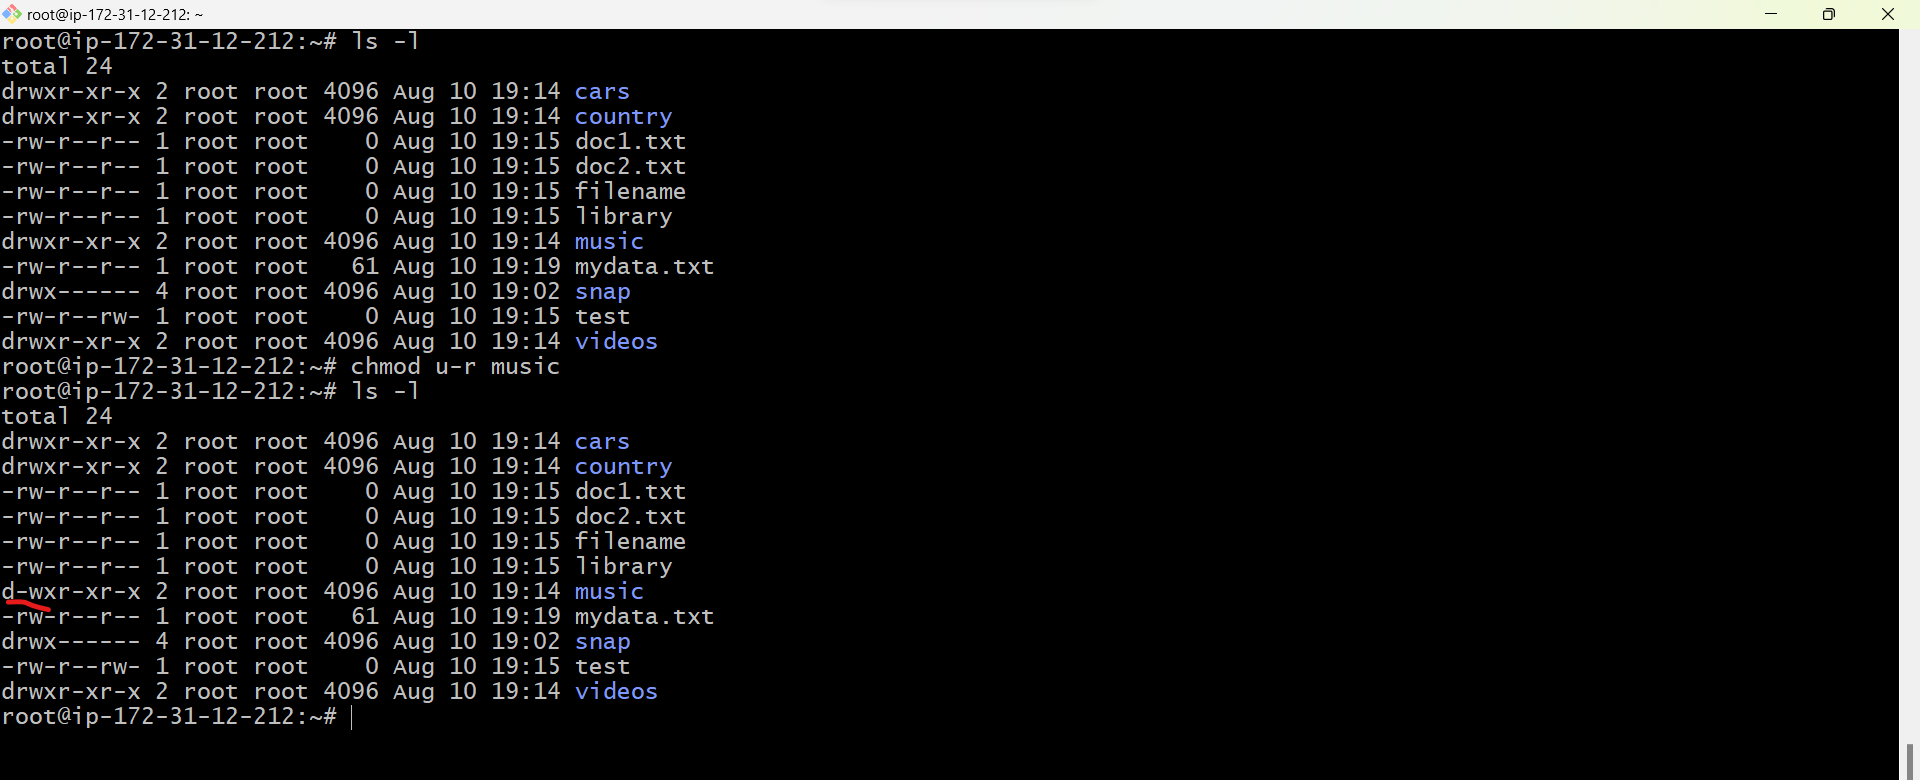 root@ip-172-31-12-212: ~
root@ip-172-31-12-212:~# ls -l
total 24
drwxr-xr-x 2 root root 4096 Aug 10 19:14 cars
drwxr-xr-x 2 root root 4096 Aug 10 19:14 country
-rw-r--r-- 1 root root    0 Aug 10 19:15 doc1.txt
-rw-r--r-- 1 root root    0 Aug 10 19:15 doc2.txt
-rw-r--r-- 1 root root    0 Aug 10 19:15 filename
-rw-r--r-- 1 root root    0 Aug 10 19:15 library
drwxr-xr-x 2 root root 4096 Aug 10 19:14 music
-rw-r--r-- 1 root root   61 Aug 10 19:19 mydata.txt
drwx------ 4 root root 4096 Aug 10 19:02 snap
-rw-r--rw- 1 root root    0 Aug 10 19:15 test
drwxr-xr-x 2 root root 4096 Aug 10 19:14 videos
root@ip-172-31-12-212:~# chmod u-r music
root@ip-172-31-12-212:~# ls -l
total 24
drwxr-xr-x 2 root root 4096 Aug 10 19:14 cars
drwxr-xr-x 2 root root 4096 Aug 10 19:14 country
-rw-r--r-- 1 root root    0 Aug 10 19:15 doc1.txt
-rw-r--r-- 1 root root    0 Aug 10 19:15 doc2.txt
-rw-r--r-- 1 root root    0 Aug 10 19:15 filename
-rw-r--r-- 1 root root    0 Aug 10 19:15 library
d-wxr-xr-x 2 root root 4096 Aug 10 19:14 music
-rw-r--r-- 1 root root   61 Aug 10 19:19 mydata.txt
drwx------ 4 root root 4096 Aug 10 19:02 snap
-rw-r--rw- 1 root root    0 Aug 10 19:15 test
drwxr-xr-x 2 root root 4096 Aug 10 19:14 videos
root@ip-172-31-12-212:~#